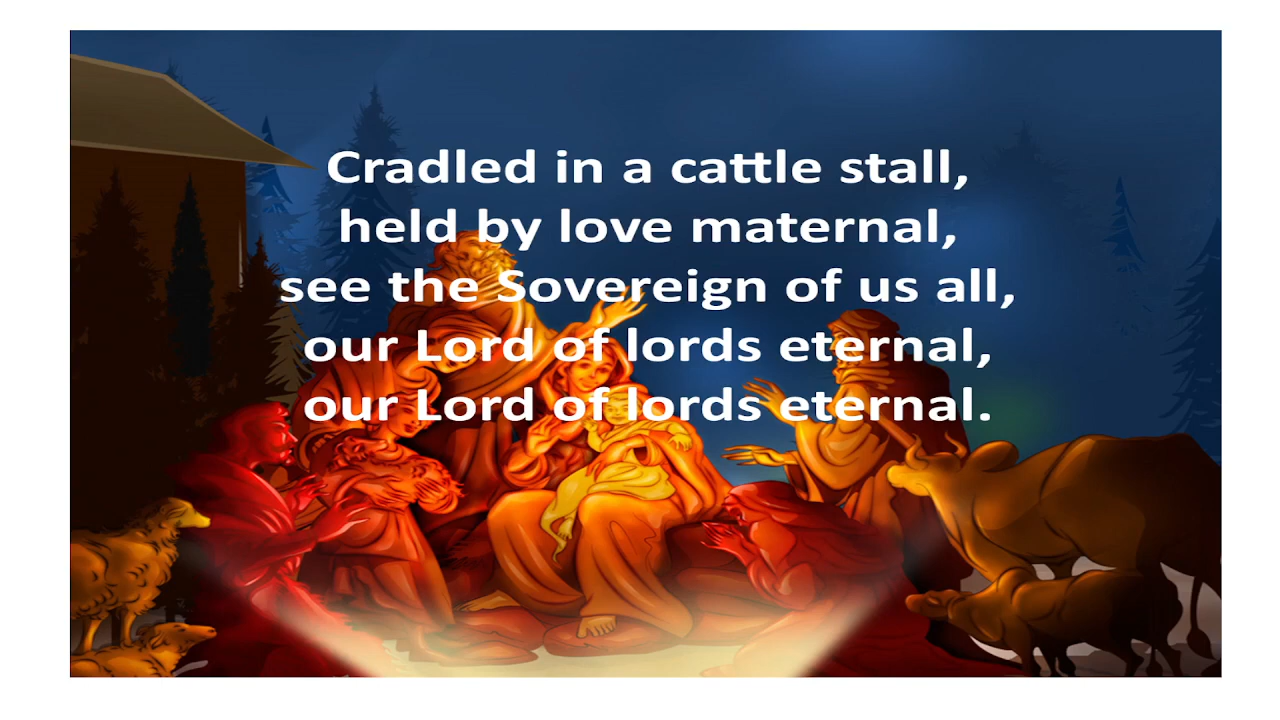 Cradled in a cattle stall,
held by love maternal,
see the Sovereign of us all,
our Lord of lords eternal,
our Lord of lords eternal.